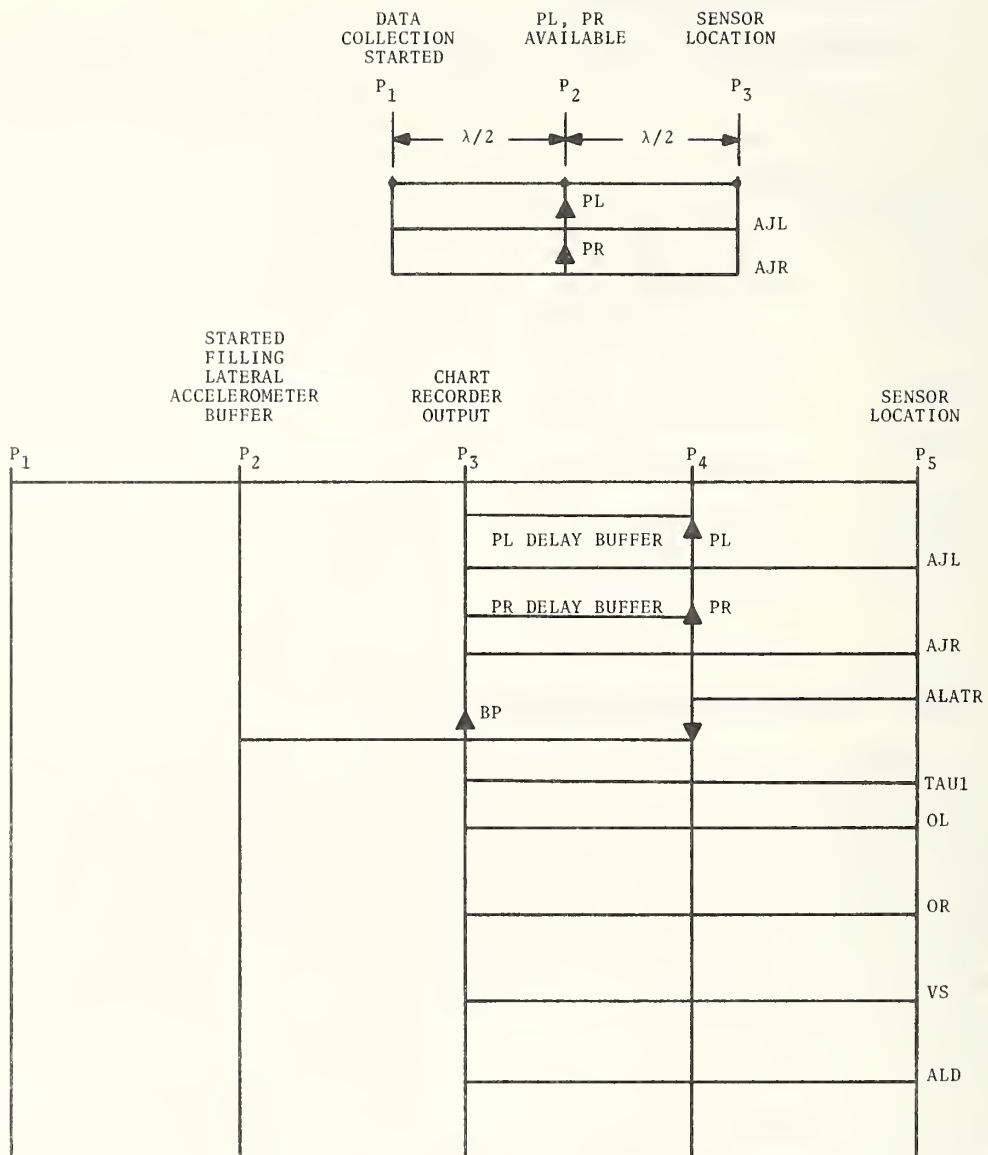 DATA COLLECTION STARTED
PL, PR AVAILABLE
SENSOR LOCATION
P1
P2
P3
λ/2
λ/2
PL
AJL
PR
AJR
STARTED FILLING LATERAL ACCELEROMETER BUFFER
CHART RECORDER OUTPUT
SENSOR LOCATION
P1
P2
P3
P4
P5
PL DELAY BUFFER
PL
AJL
PR DELAY BUFFER
PR
AJR
ALATR
BP
TAU1
OL
OR
VS
ALD